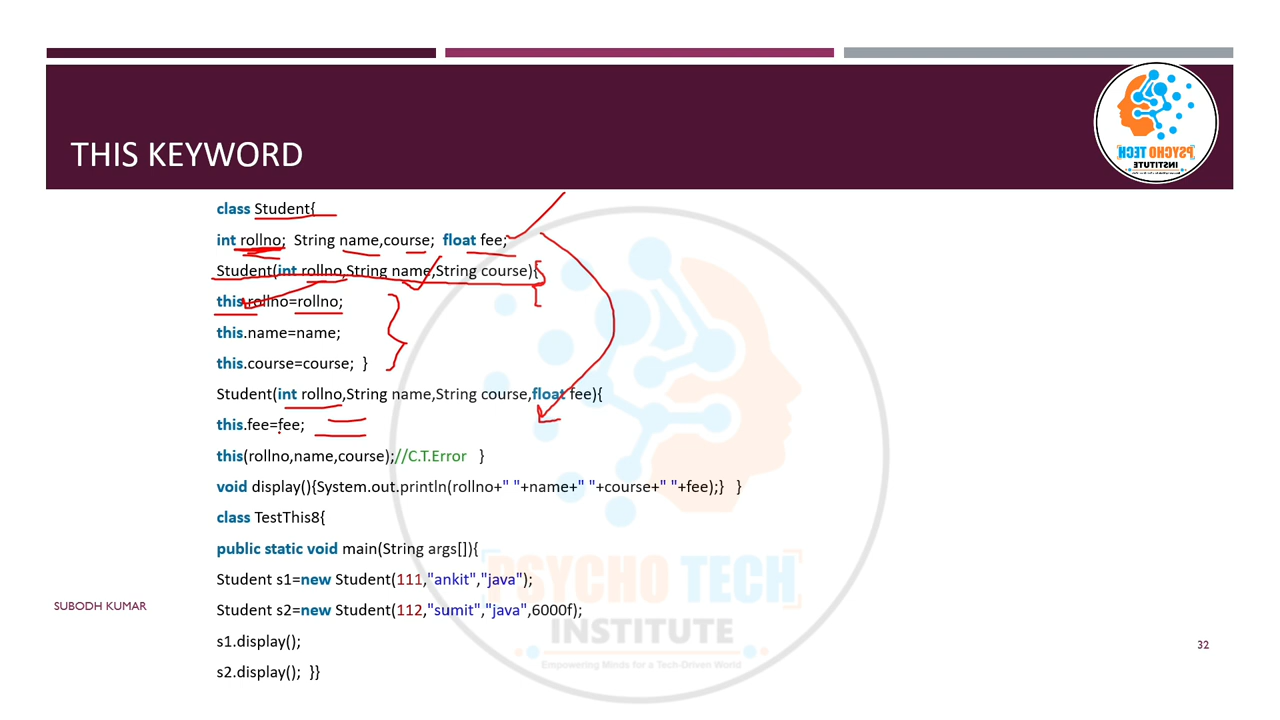 THIS KEYWORD
PSYCHO TECH
INSTITUTE
class Student{
int rollno;  String name,course;  float fee;
Student(int rollno,String name,String course){
this.rollno=rollno;
this.name=name;
this.course=course;  }
Student(int rollno,String name,String course,float fee){
this.fee=fee;
this(rollno,name,course);//C.T.Error   }
void display(){System.out.println(rollno+" "+name+" "+course+" "+fee);}   }
class TestThis8{
public static void main(String args[]){
Student s1=new Student(111,"ankit","java");
Student s2=new Student(112,"sumit","java",6000f);
s1.display();
s2.display();  }}
PSYCHO TECH
INSTITUTE
Empowering Minds for a Tech-Driven World
SUBODH KUMAR
32